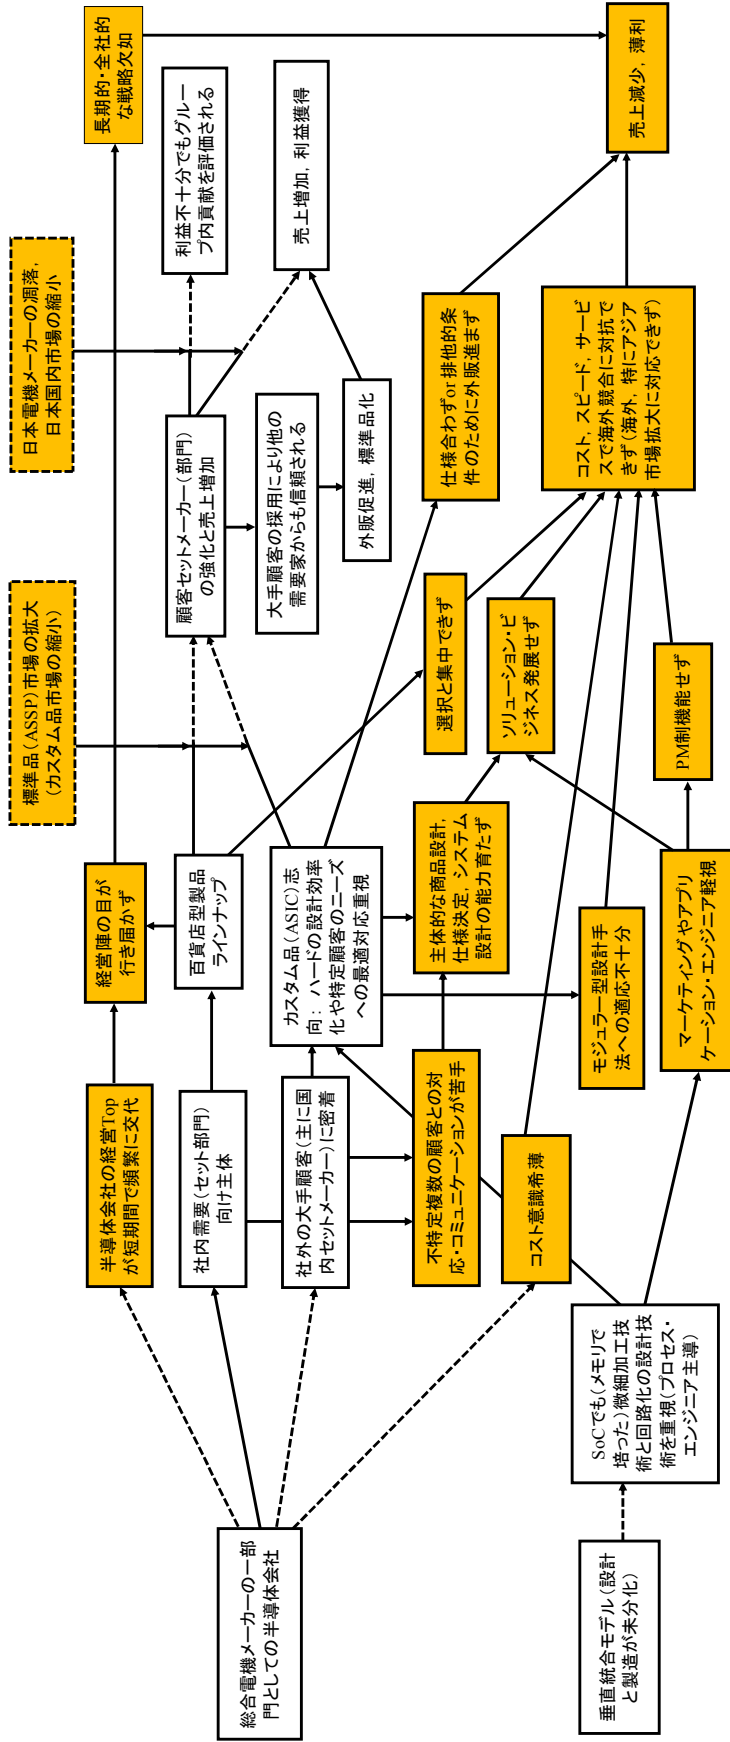 総合電機メーカーの一部
門としての半導体会社
垂直統合モデル(設計
と製造が未分化)
半導体会社の経営Top
が短期間で頻繁に交代
社内需要(セット部門)
向け主体
社外の大手顧客(主に国
内セットメーカー)に密着
不特定複数の顧客との対
応・コミュニケーションが苦手
コスト意識希薄
SoCでも(メモリで
培った)微細加工技
術と回路化の設計技
術を重視(プロセス・
エンジニア主導)
経営陣の目が
行き届かず
百貨店型製品
ラインナップ
カスタム品(ASIC)志
向: ハードの設計効率
化や特定顧客のニーズ
への最適対応重視
主体的な商品設計,
仕様決定, システム
設計の能力育たず
モジュラー型設計手
法への適応不十分
マーケティングやアプリ
ケーション・エンジニア軽視
標準品(ASSP)市場の拡大
(カスタム品市場の縮小)
選択と集中できず
ソリューション・ビ
ジネス発展せず
PM制機能せず
日本電機メーカーの凋落,
日本国内市場の縮小
顧客セットメーカー(部門)
の強化と売上増加
大手顧客の採用により他の
需要家からも信頼される
外販促進, 標準品化
仕様合わずor排他的条
件のために外販進まず
コスト, スピード, サービ
スで海外競合に対抗で
きず(海外, 特にアジア
市場拡大に対応できず)
長期的・全社的
な戦略欠如
利益不十分でもグルー
プ内貢献を評価される
売上増加, 利益獲得
売上減少, 薄利